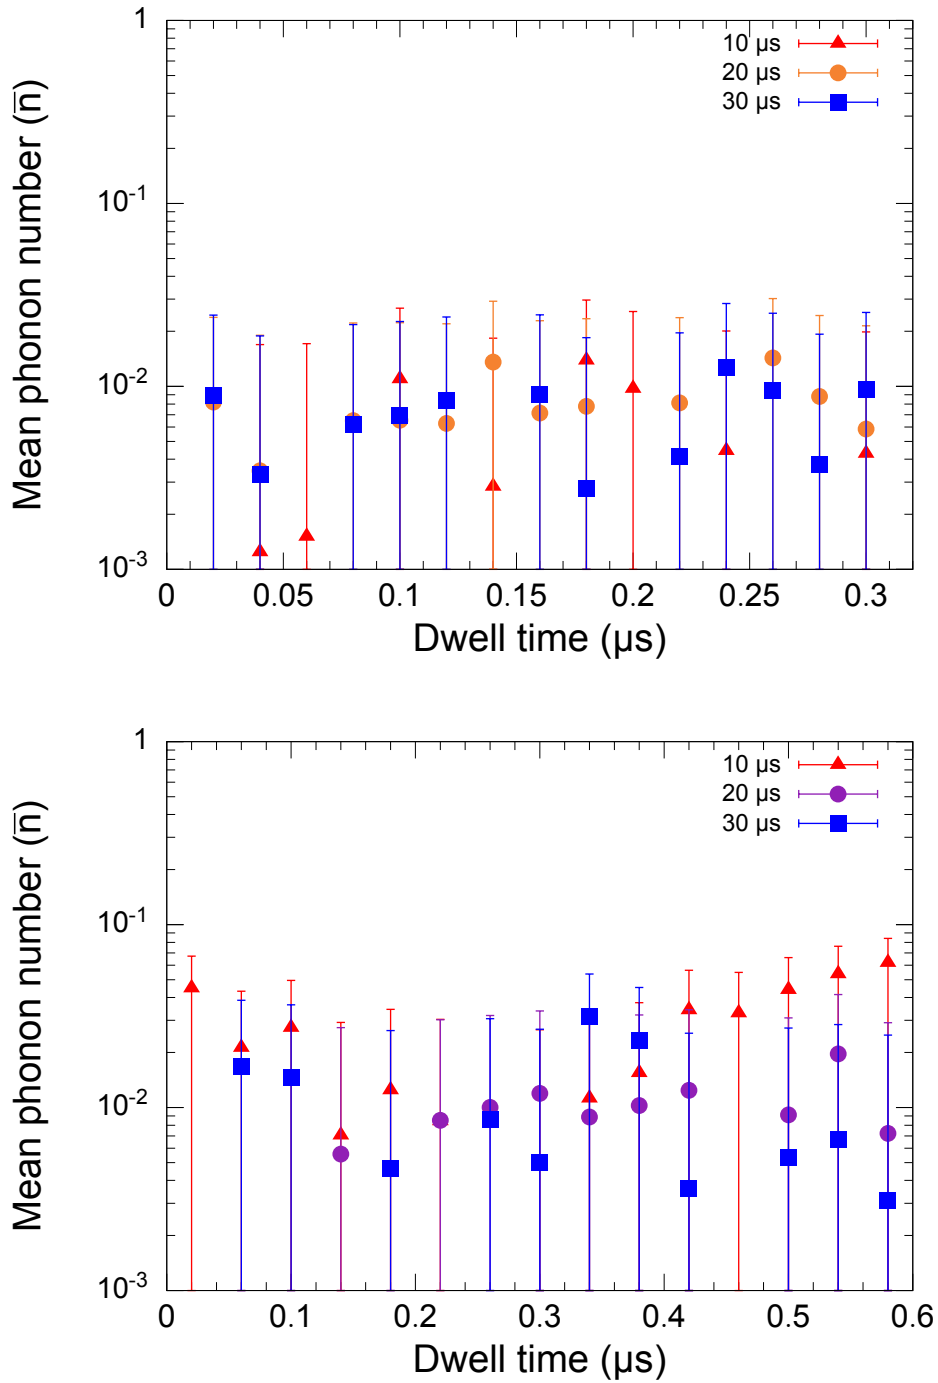 1
10 µs
20 µs
30 µs
10-1
10-2
10-3
Mean phonon number (n̅)
0 0.05 0.1 0.15 0.2 0.25 0.3
Dwell time (µs)
1
10 µs
20 µs
30 µs
10-1
10-2
10-3
Mean phonon number (n̅)
0 0.1 0.2 0.3 0.4 0.5 0.6
Dwell time (µs)